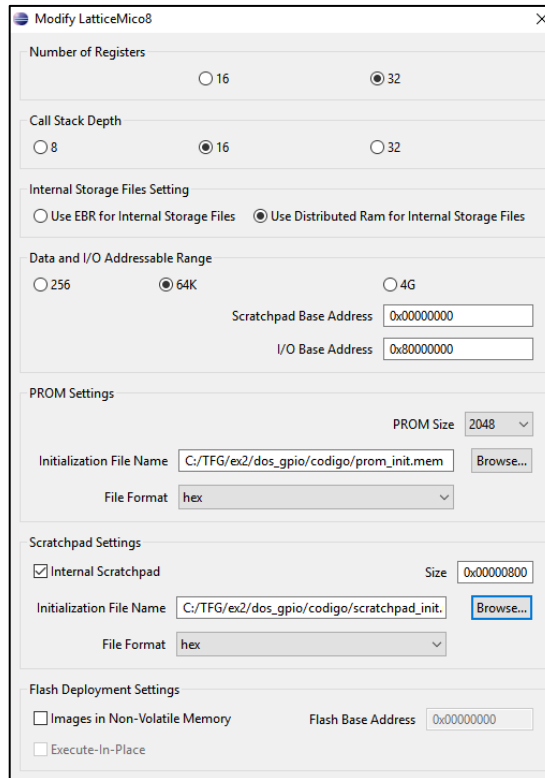 Modify LatticeMico8
Number of Registers
16 32
Call Stack Depth
8 16 32
Internal Storage Files Setting
Use EBR for Internal Storage Files Use Distributed Ram for Internal Storage Files
Data and I/O Addressable Range
256 64K 4G
Scratchpad Base Address 0x00000000
I/O Base Address 0x80000000
PROM Settings
PROM Size 2048
Initialization File Name C:/TFG/ex2/dos_gpio/codigo/prom_init.mem Browse...
File Format hex
Scratchpad Settings
Internal Scratchpad Size 0x00000800
Initialization File Name C:/TFG/ex2/dos_gpio/codigo/scratchpad_init. Browse...
File Format hex
Flash Deployment Settings
Images in Non-Volatile Memory Flash Base Address 0x00000000
Execute-In-Place